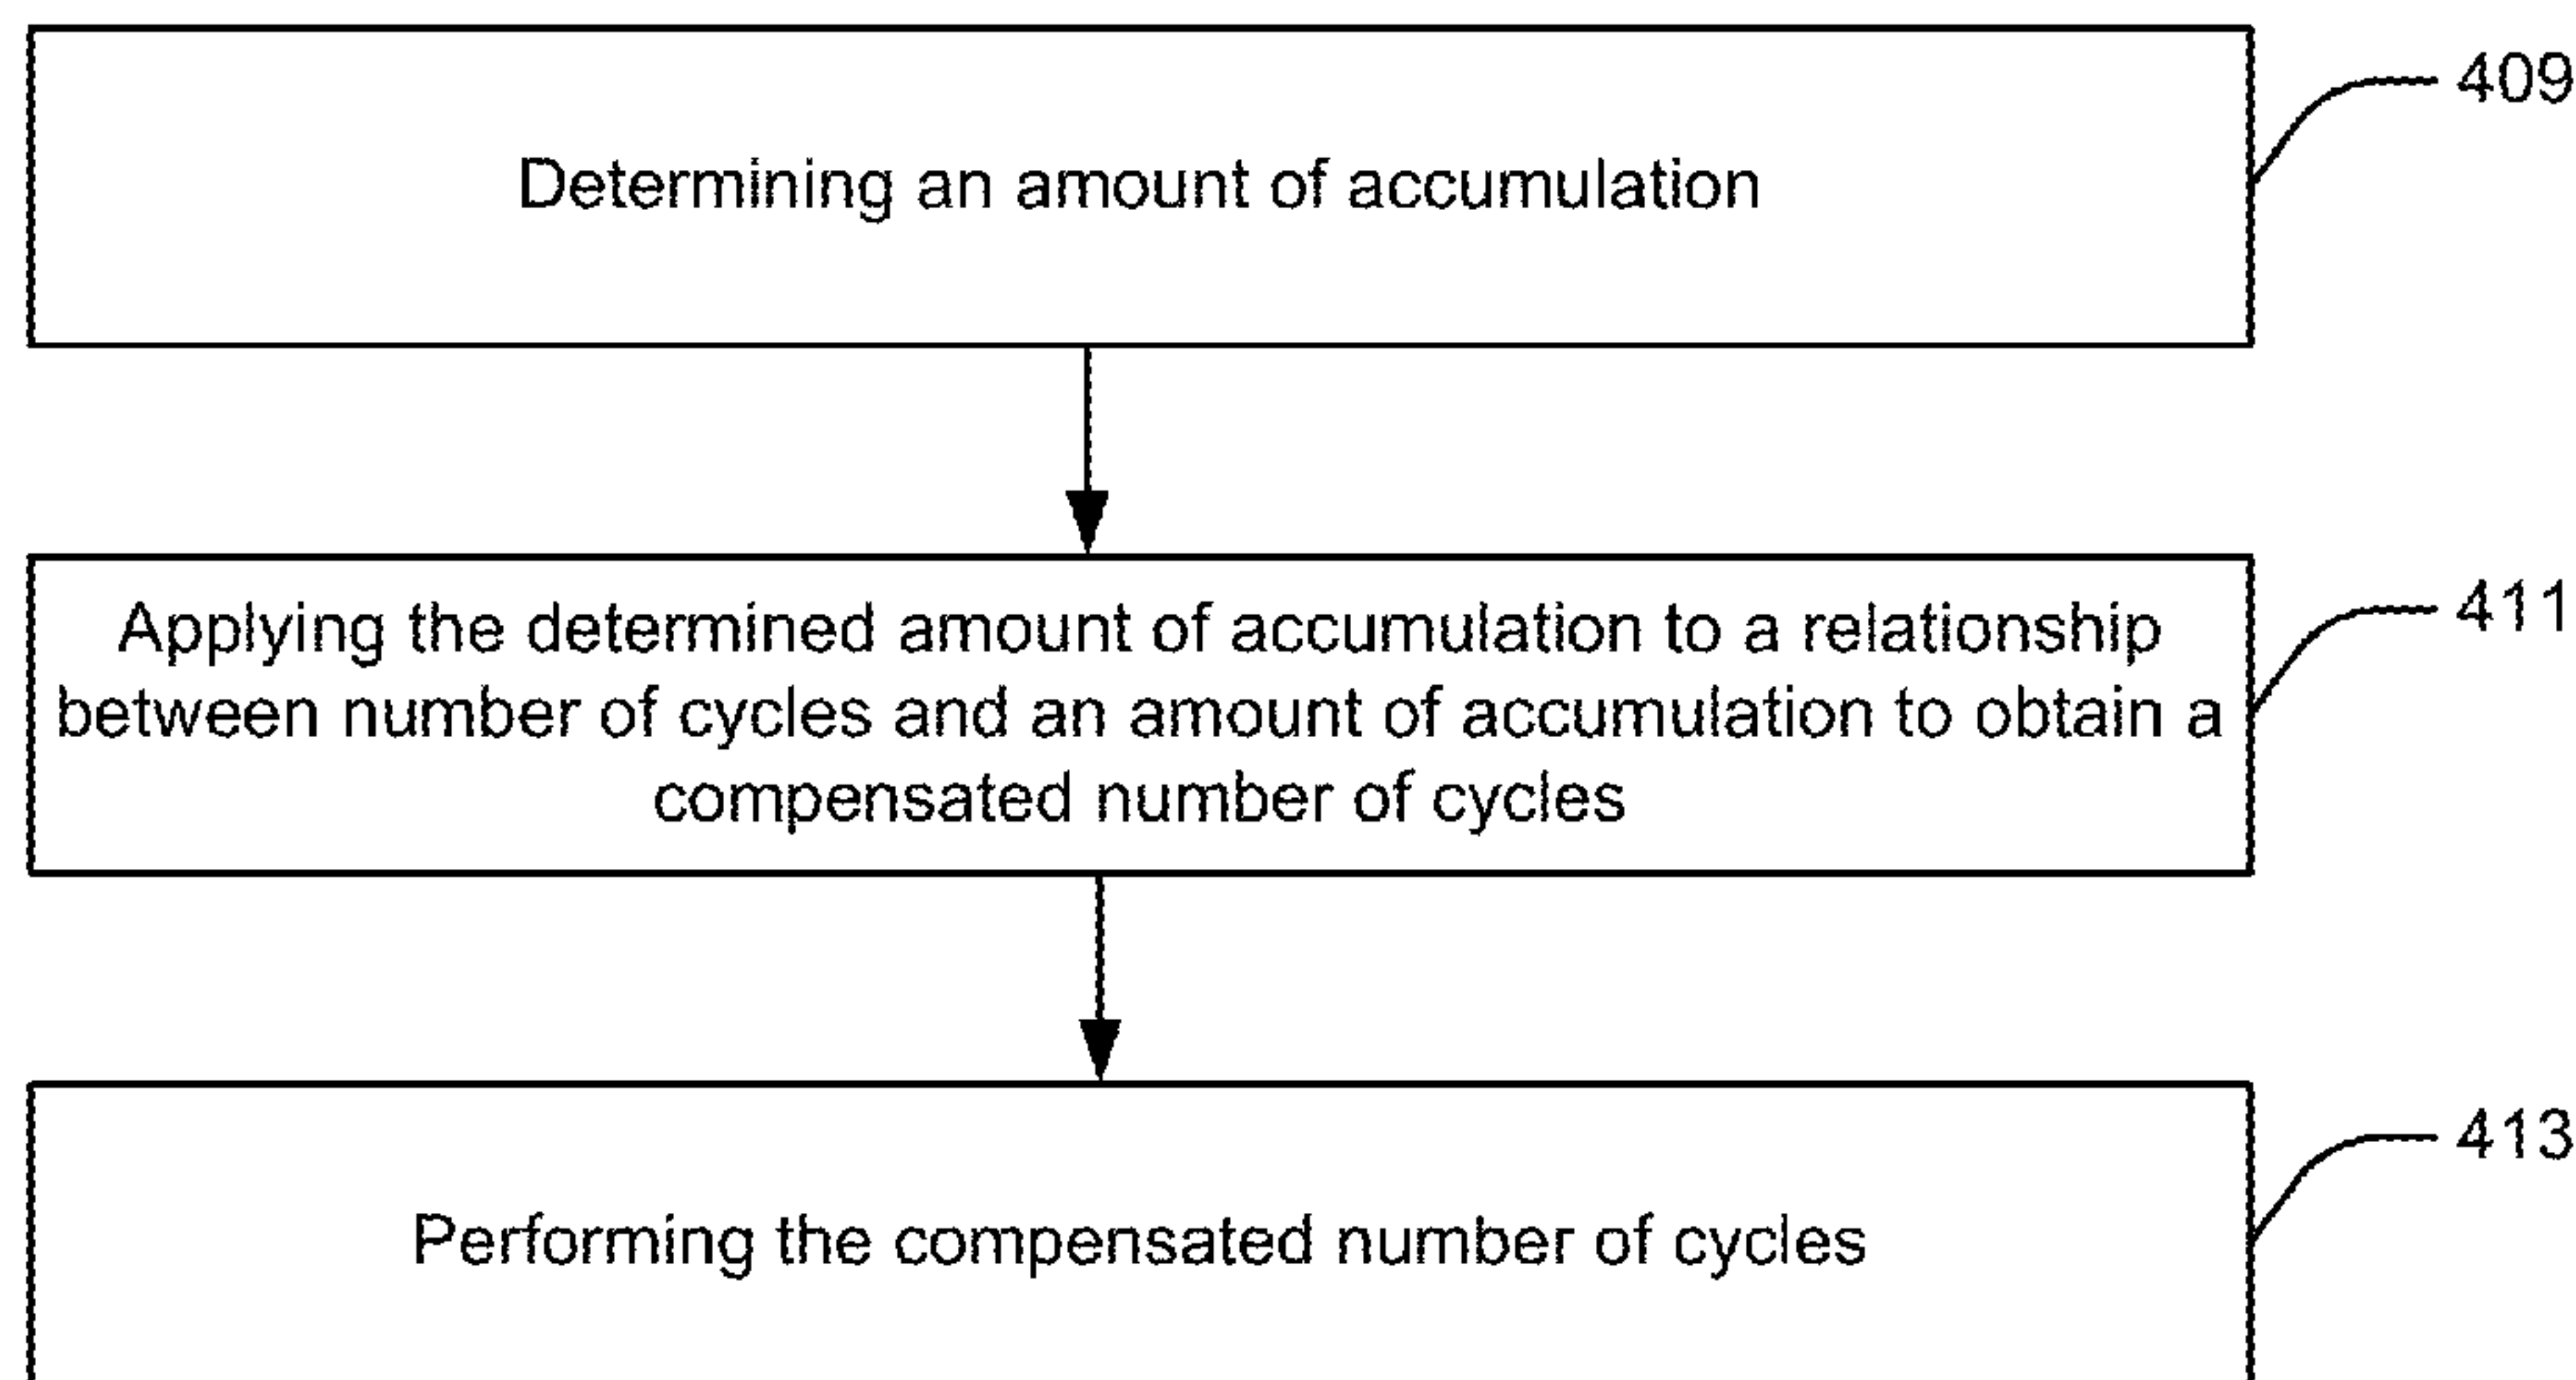 409
Determining an amount of accumulation
411
Applying the determined amount of accumulation to a relationship
between number of cycles and an amount of accumulation to obtain a
compensated number of cycles
413
Performing the compensated number of cycles